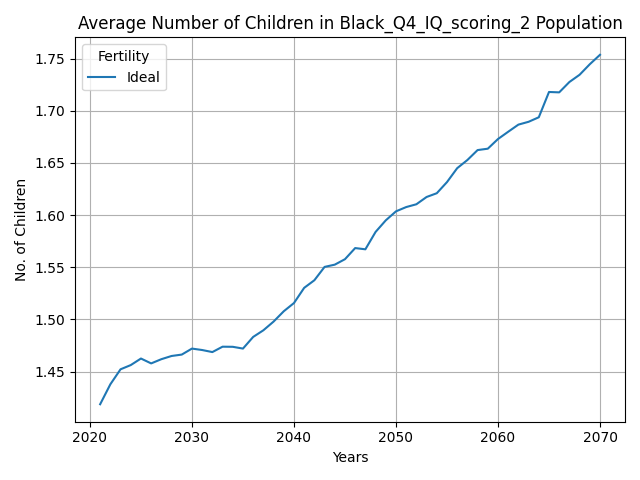 Average Number of Children in Black_Q4_IQ_scoring_2 Population
Fertility
Ideal
No. of Children
1.75
1.70
1.65
1.60
1.55
1.50
1.45
2020 2030 2040 2050 2060 2070
Years